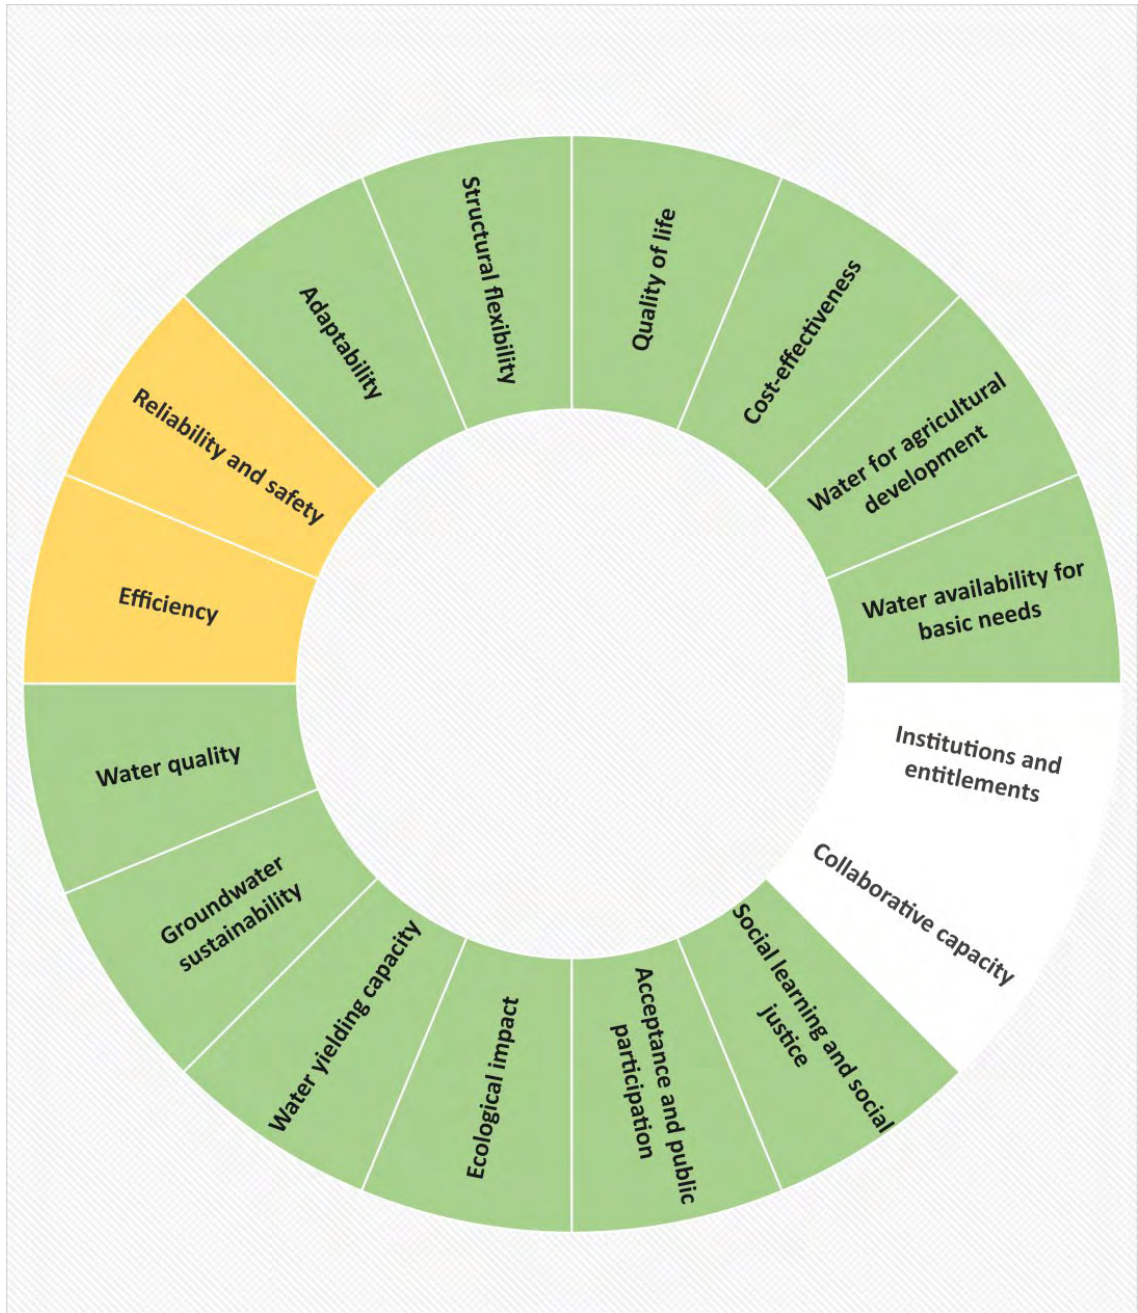 Quality of life
Cost-effectiveness
Water for agricultural
development
Water availability for
basic needs
Institutions and
entitlements
Collaborative capacity
Social learning and social
justice
Acceptance and public
participation
Ecological impact
Water yielding capacity
Groundwater
sustainability
Water quality
Efficiency
Reliability and safety
Adaptability
Structural flexibility